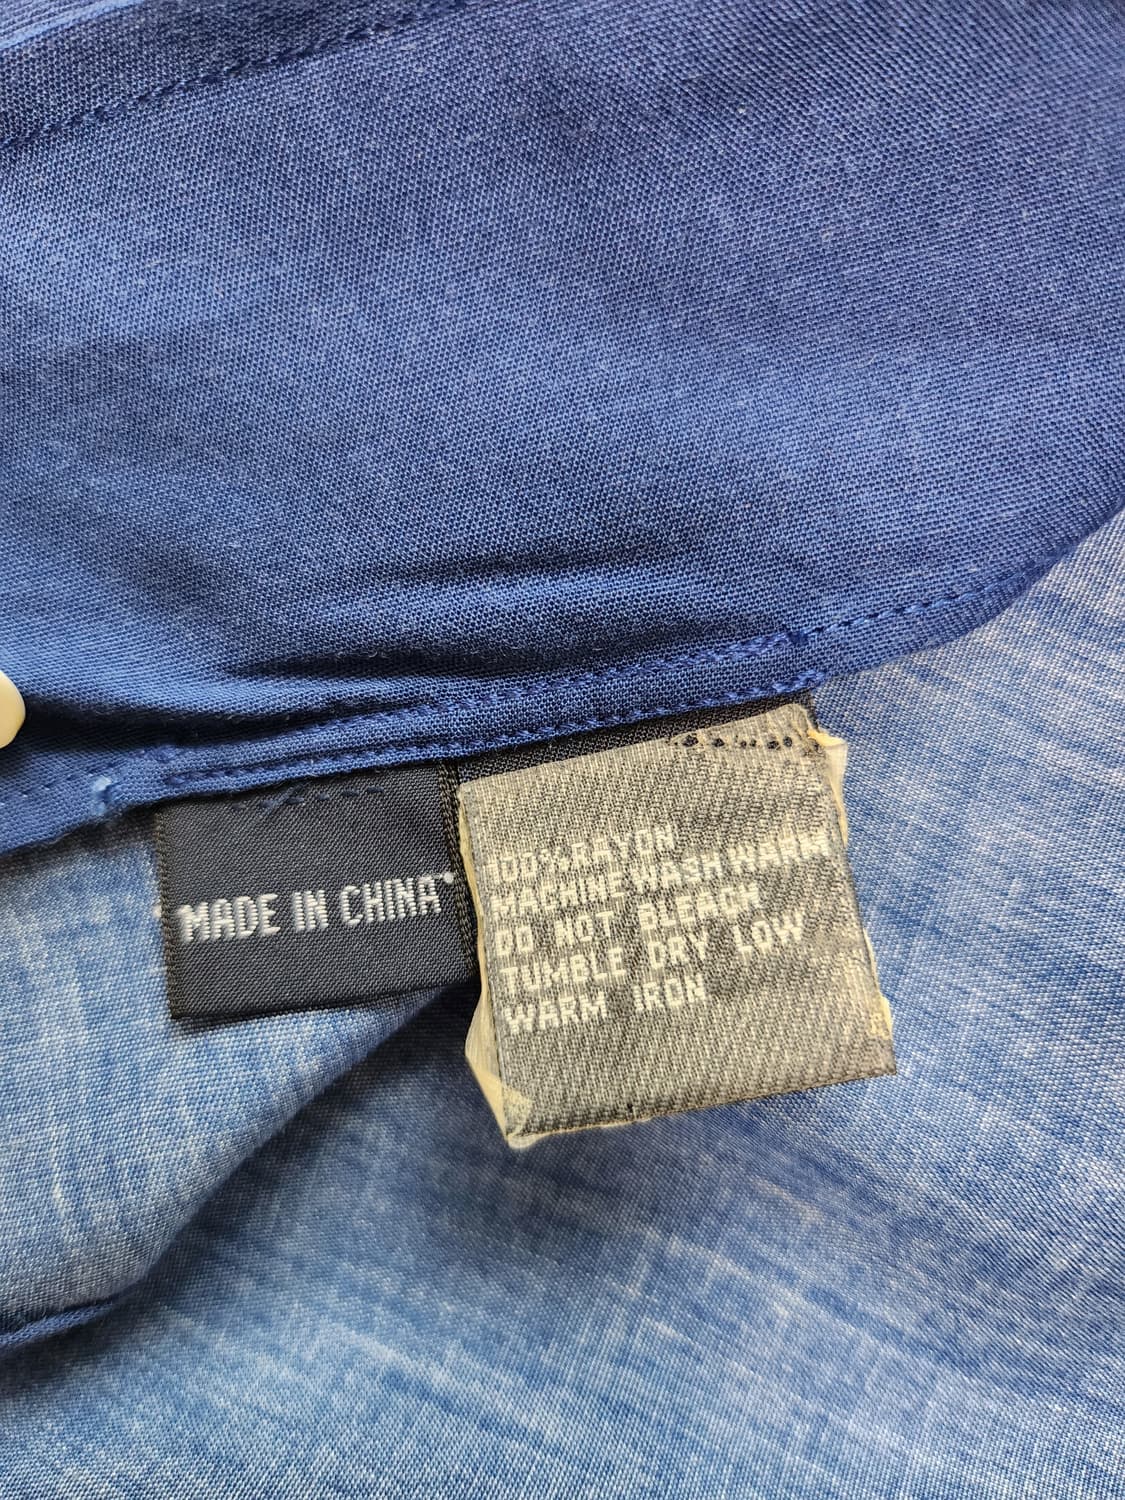 MADE IN CHINA
100% RAYON
MACHINE WASH WARM
DO NOT BLEACH
TUMBLE DRY LOW
WARM IRON